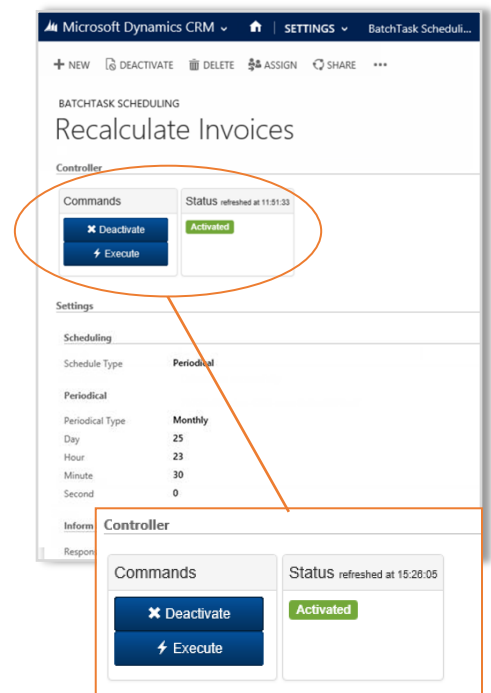 Microsoft Dynamics CRM SETTINGS BatchTask Scheduli...
NEW DEACTIVATE DELETE ASSIGN SHARE •••
BATCHTASK SCHEDULING
Recalculate Invoices
Controller
Commands
Deactivate
Execute
Status refreshed at 11:51:33
Activated
Settings
Scheduling
Schedule Type Periodical
Periodical
Periodical Type Monthly
Day 25
Hour 23
Minute 30
Second 0
Inform
Respon
Controller
Commands
Deactivate
Execute
Status refreshed at 15:26:05
Activated